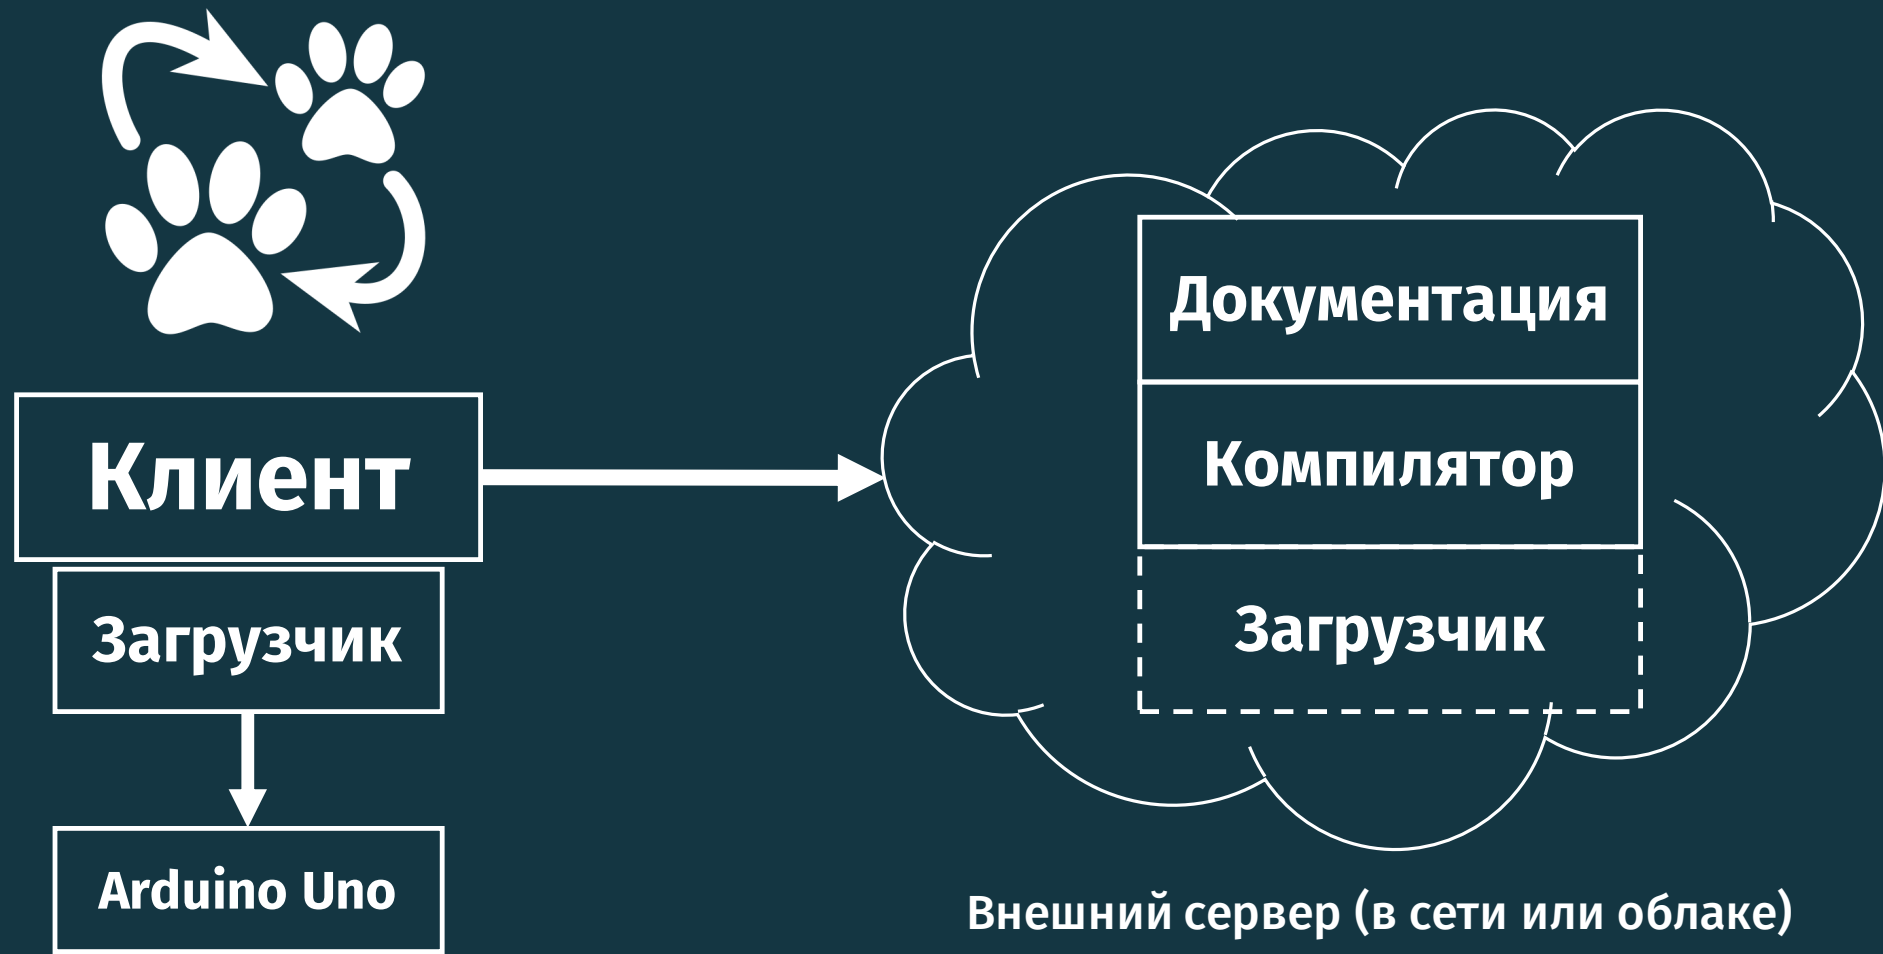 Клиент
Загрузчик
Arduino Uno
Документация
Компилятор
Загрузчик
Внешний сервер (в сети или облаке)